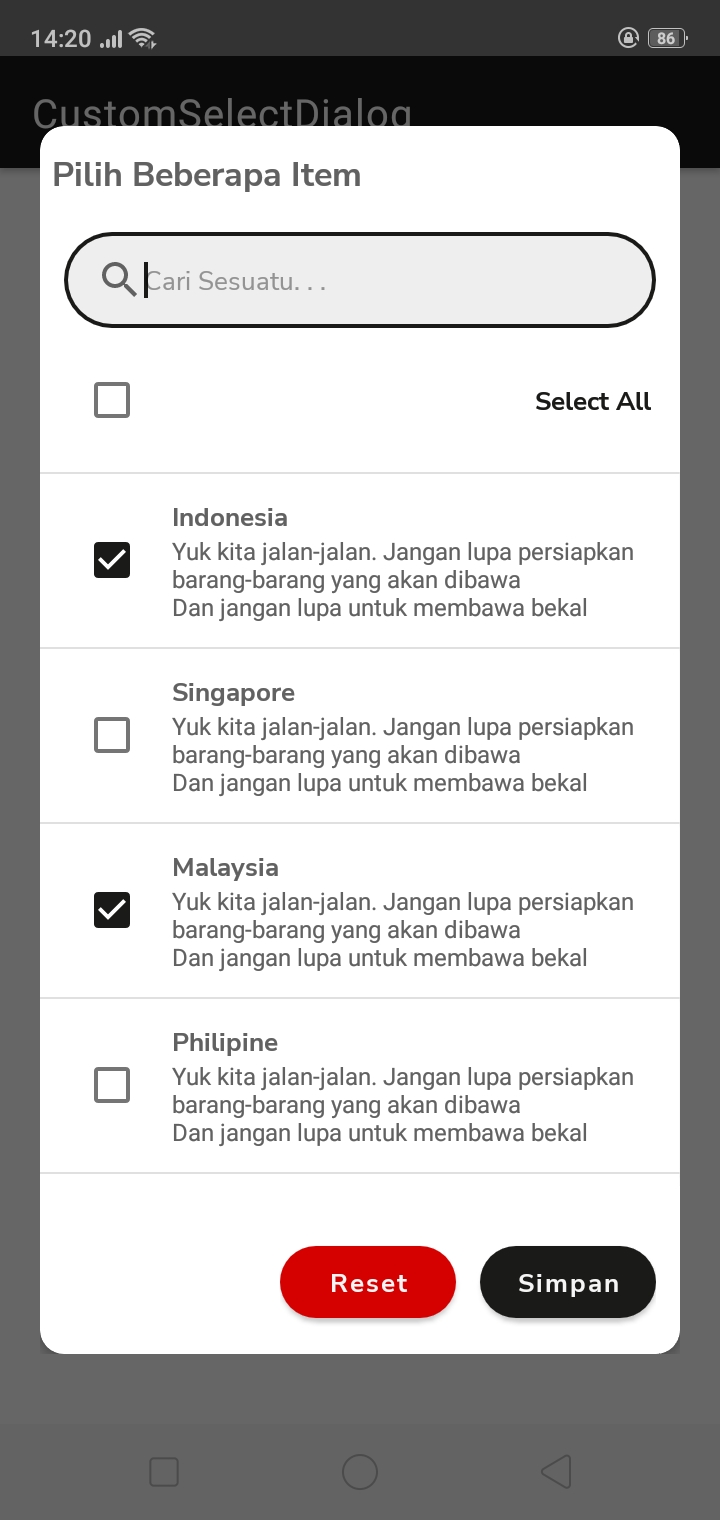 14:20
86
CustomSelectDialog
Pilih Beberapa Item
Cari Sesuatu. . .
Select All
Indonesia
Yuk kita jalan-jalan. Jangan lupa persiapkan
barang-barang yang akan dibawa
Dan jangan lupa untuk membawa bekal
Singapore
Yuk kita jalan-jalan. Jangan lupa persiapkan
barang-barang yang akan dibawa
Dan jangan lupa untuk membawa bekal
Malaysia
Yuk kita jalan-jalan. Jangan lupa persiapkan
barang-barang yang akan dibawa
Dan jangan lupa untuk membawa bekal
Philipine
Yuk kita jalan-jalan. Jangan lupa persiapkan
barang-barang yang akan dibawa
Dan jangan lupa untuk membawa bekal
Reset
Simpan